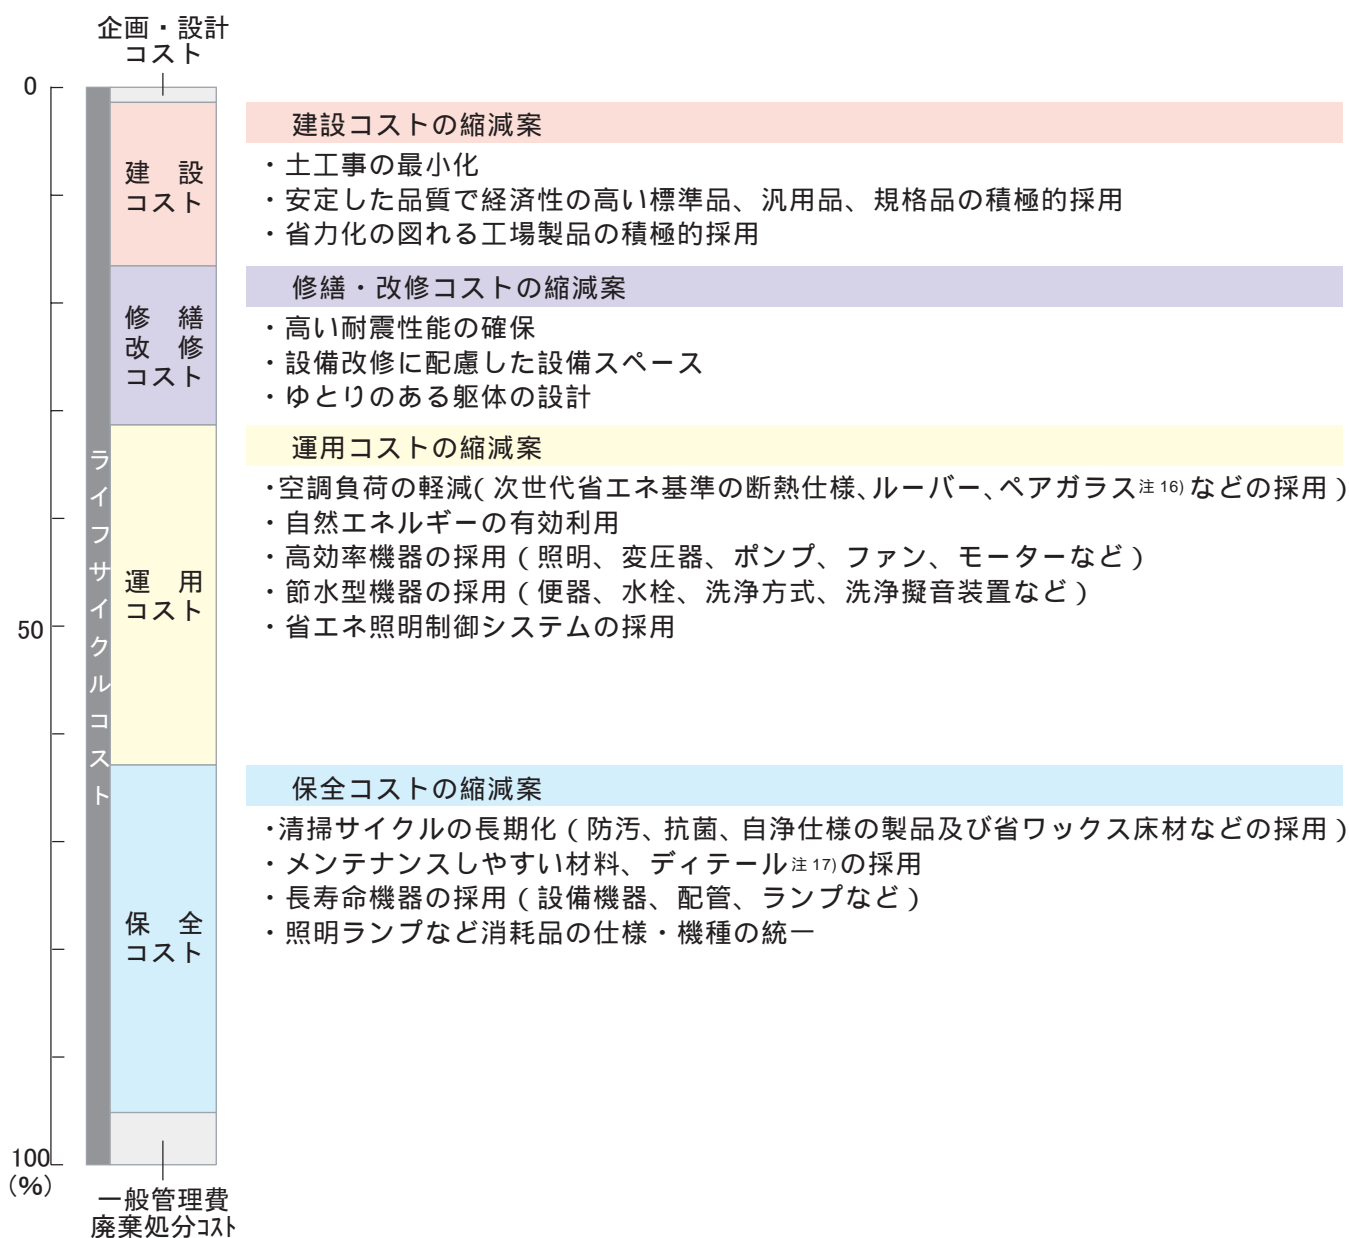 企画・設計
コスト
0
50
100
(%)
ライフサイクルコスト
建 設
コスト
建設コストの縮減案
・土工事の最小化
・安定した品質で経済性の高い標準品、汎用品、規格品の積極的採用
・省力化の図れる工場製品の積極的採用
修 繕
改 修
コスト
修繕・改修コストの縮減案
・高い耐震性能の確保
・設備改修に配慮した設備スペース
・ゆとりのある躯体の設計
運 用
コスト
運用コストの縮減案
・空調負荷の軽減(次世代省エネ基準の断熱仕様、ルーバー、ペアガラス注16)などの採用)
・自然エネルギーの有効利用
・高効率機器の採用(照明、変圧器、ポンプ、ファン、モーターなど)
・節水型機器の採用(便器、水栓、洗浄方式、洗浄擬音装置など)
・省エネ照明制御システムの採用
保 全
コスト
保全コストの縮減案
・清掃サイクルの長期化(防汚、抗菌、自浄仕様の製品及び省ワックス床材などの採用)
・メンテナンスしやすい材料、ディテール注17)の採用
・長寿命機器の採用(設備機器、配管、ランプなど)
・照明ランプなど消耗品の仕様・機種の統一
一般管理費
廃棄処分コスト